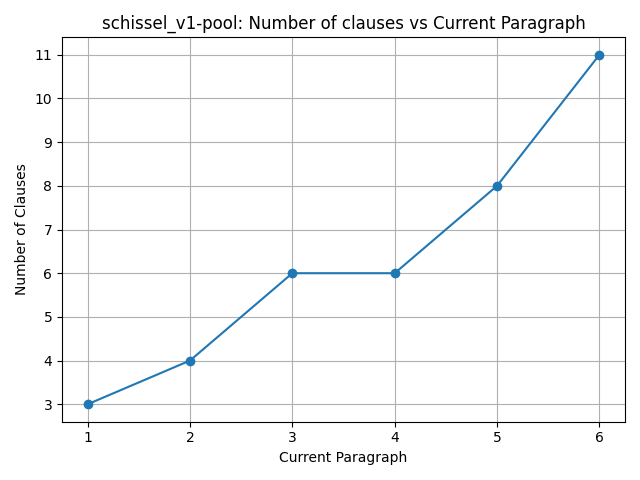 schissel_v1-pool: Number of clauses vs Current Paragraph
11
10
9
8
7
6
5
4
3
Number of Clauses
1 2 3 4 5 6
Current Paragraph